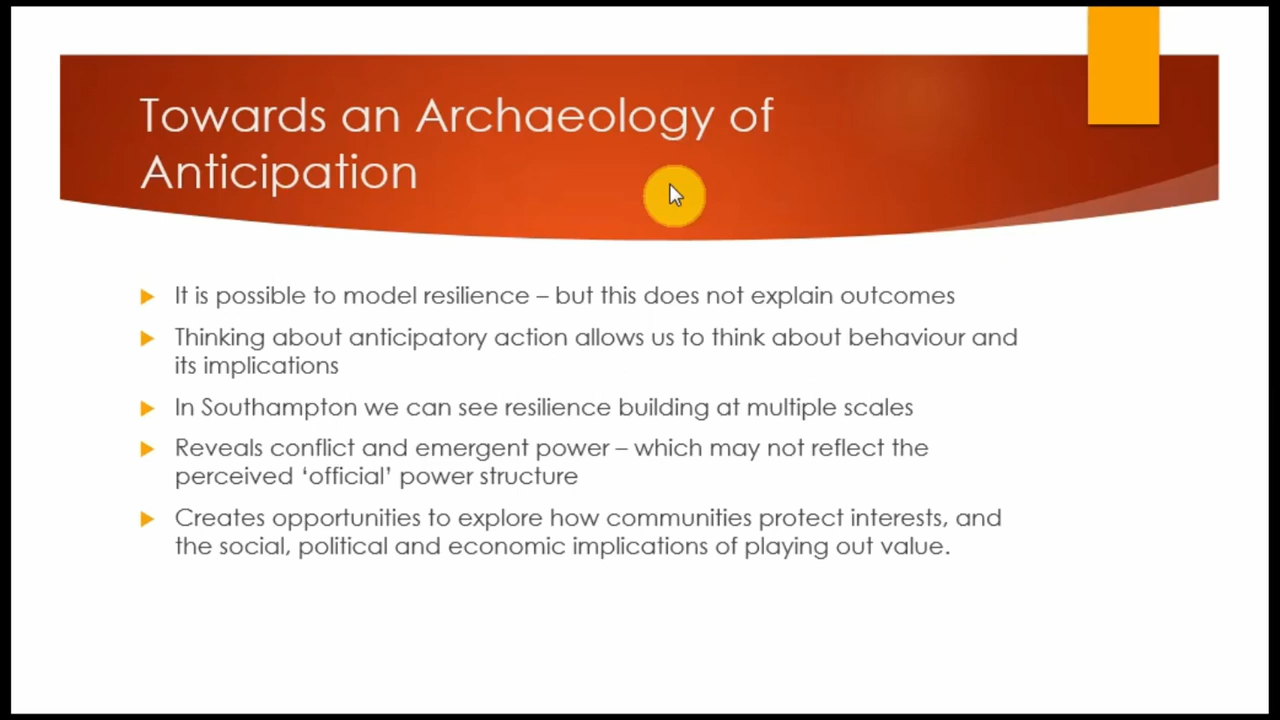 Towards an Archaeology of
Anticipation
It is possible to model resilience – but this does not explain outcomes
Thinking about anticipatory action allows us to think about behaviour and
its implications
In Southampton we can see resilience building at multiple scales
Reveals conflict and emergent power – which may not reflect the
perceived ‘official’ power structure
Creates opportunities to explore how communities protect interests, and
the social, political and economic implications of playing out value.